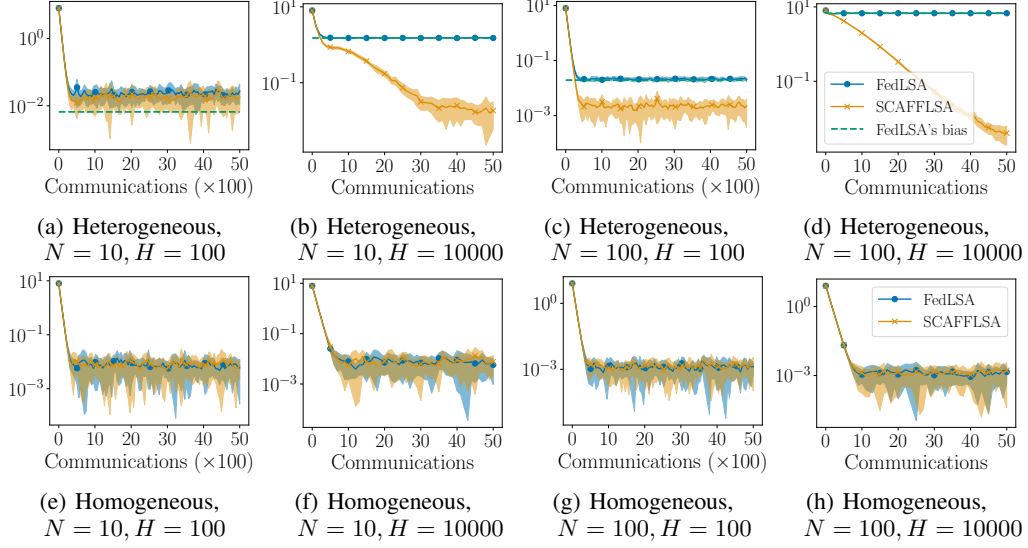 10^0
10^-2
0 10 20 30 40 50
Communications (×100)
(a) Heterogeneous,
N = 10, H = 100
10^1
10^-1
0 10 20 30 40 50
Communications
(b) Heterogeneous,
N = 10, H = 10000
10^1
10^-1
10^-3
0 10 20 30 40 50
Communications (×100)
(c) Heterogeneous,
N = 100, H = 100
10^1
10^-1
FedLSA
SCAFFLSA
FedLSA's bias
0 10 20 30 40 50
Communications
(d) Heterogeneous,
N = 100, H = 10000
10^1
10^-1
10^-3
0 10 20 30 40 50
Communications (×100)
(e) Homogeneous,
N = 10, H = 100
10^1
10^-1
10^-3
0 10 20 30 40 50
Communications
(f) Homogeneous,
N = 10, H = 10000
10^0
10^-3
0 10 20 30 40 50
Communications (×100)
(g) Homogeneous,
N = 100, H = 100
10^0
10^-3
FedLSA
SCAFFLSA
0 10 20 30 40 50
Communications
(h) Homogeneous,
N = 100, H = 10000